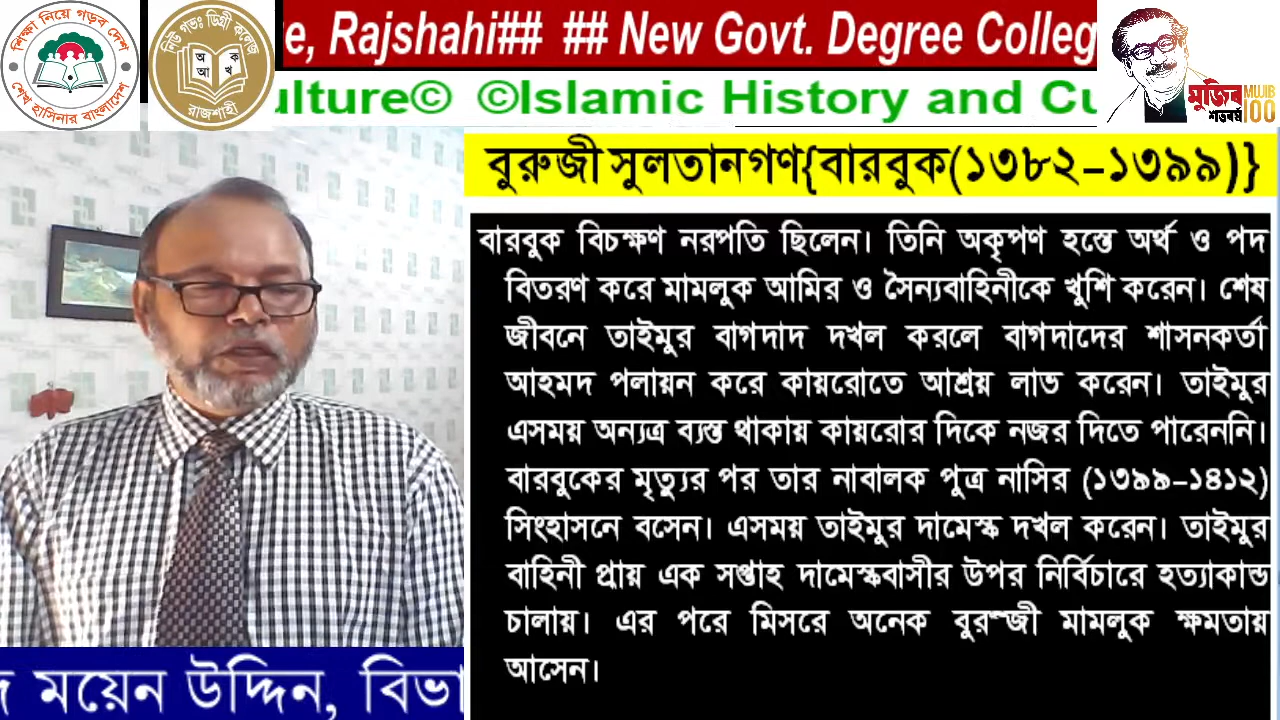 শিক্ষা নিয়ে গড়ব দেশ
শেখ হাসিনার বাংলাদেশ
নিউ গভঃ ডিগ্রী কলেজ
অ ক
আ খ
রাজশাহী
e, Rajshahi## ## New Govt. Degree Colleg
ulture© ©Islamic History and Cu
মুজিব
শতবর্ষ
MUJIB
100
বুরুজী সুলতানগণ{বারবুক(১৩৮২–১৩৯৯)}
বারবুক বিচক্ষণ নরপতি ছিলেন। তিনি অকৃপণ হস্তে অর্থ ও পদ
বিতরণ করে মামলুক আমির ও সৈন্যবাহিনীকে খুশি করেন। শেষ
জীবনে তাইমুর বাগদাদ দখল করলে বাগদাদের শাসনকর্তা
আহমদ পলায়ন করে কায়রোতে আশ্রয় লাভ করেন। তাইমুর
এসময় অন্যত্র ব্যস্ত থাকায় কায়রোর দিকে নজর দিতে পারেননি।
বারবুকের মৃত্যুর পর তার নাবালক পুত্র নাসির (১৩৯৯–১৪১২)
সিংহাসনে বসেন। এসময় তাইমুর দামেস্ক দখল করেন। তাইমুর
বাহিনী প্রায় এক সপ্তাহ দামেস্কবাসীর উপর নির্বিচারে হত্যাকান্ড
চালায়। এর পরে মিসরে অনেক বুরুজী মামলুক ক্ষমতায়
আসেন।
ময়েন উদ্দিন, বিভা